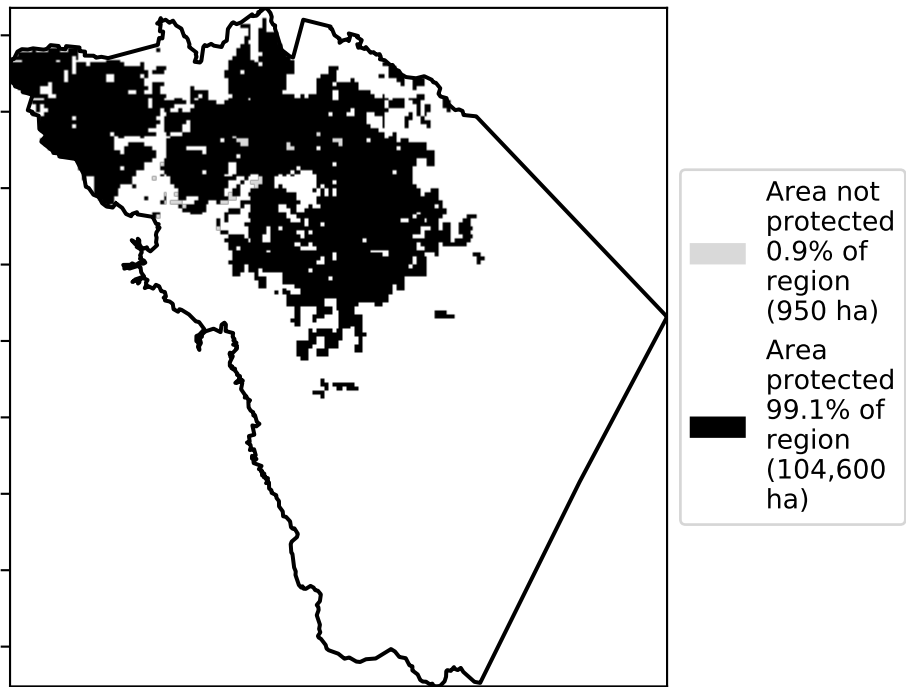 Area not
protected
0.9% of
region
(950 ha)
Area
protected
99.1% of
region
(104,600
ha)